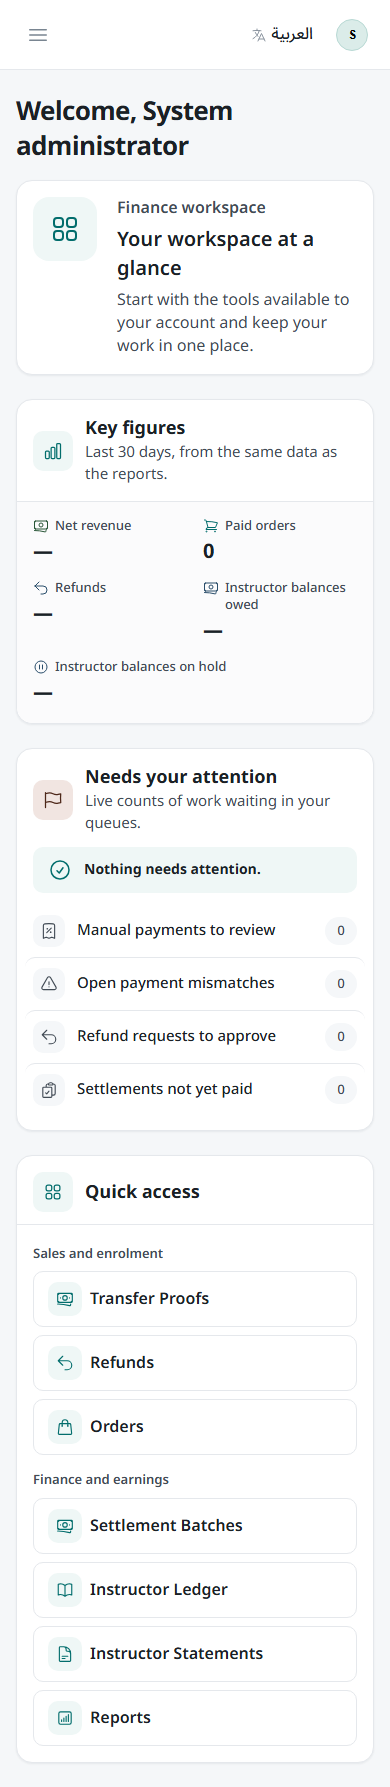 العربية
S
Welcome, System
administrator
Finance workspace
Your workspace at a
glance
Start with the tools available to
your account and keep your
work in one place.
Key figures
Last 30 days, from the same data as
the reports.
Net revenue
—
Paid orders
0
Refunds
—
Instructor balances
owed
—
Instructor balances on hold
—
Needs your attention
Live counts of work waiting in your
queues.
Nothing needs attention.
Manual payments to review 0
Open payment mismatches 0
Refund requests to approve 0
Settlements not yet paid 0
Quick access
Sales and enrolment
Transfer Proofs
Refunds
Orders
Finance and earnings
Settlement Batches
Instructor Ledger
Instructor Statements
Reports